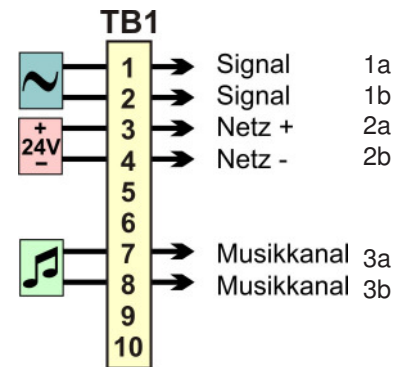 TB1
1 Signal 1a
2 Signal 1b
+
24V
−
3 Netz + 2a
4 Netz - 2b
5
6
7 Musikkanal 3a
8 Musikkanal 3b
9
10